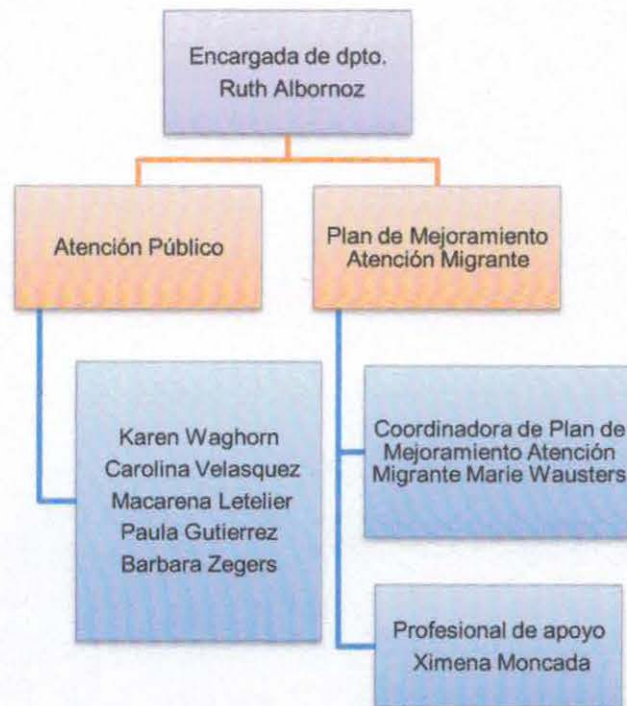 Encargada de dpto.
Ruth Albornoz
Atención Público
Plan de Mejoramiento
Atención Migrante
Karen Waghorn
Carolina Velasquez
Macarena Letelier
Paula Gutierrez
Barbara Zegers
Coordinadora de Plan de
Mejoramiento Atención
Migrante Marie Wausters
Profesional de apoyo
Ximena Moncada